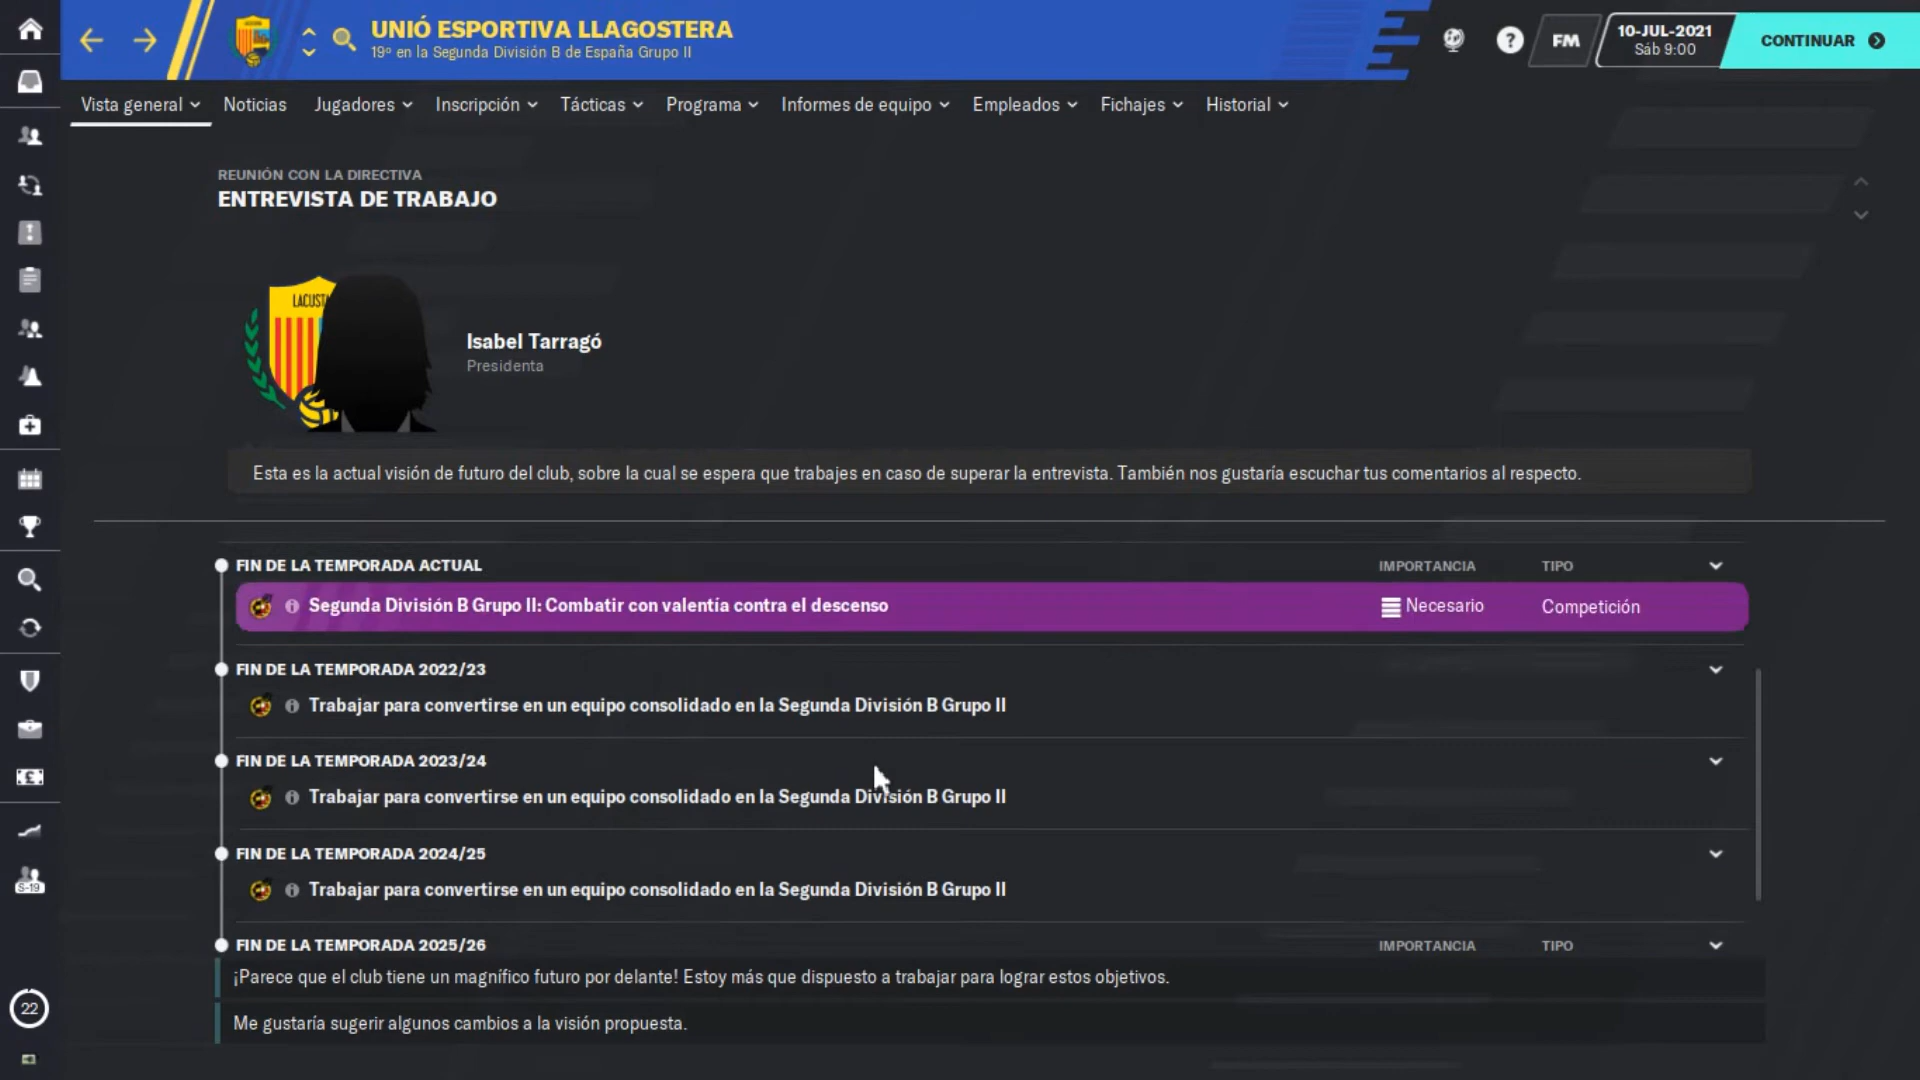 UNIÓ ESPORTIVA LLAGOSTERA
19º en la Segunda División B de España Grupo II
FM
10-JUL-2021
Sáb 9:00
CONTINUAR
Vista general
Noticias
Jugadores
Inscripción
Tácticas
Programa
Informes de equipo
Empleados
Fichajes
Historial
REUNIÓN CON LA DIRECTIVA
ENTREVISTA DE TRABAJO
Isabel Tarragó
Presidenta
Esta es la actual visión de futuro del club, sobre la cual se espera que trabajes en caso de superar la entrevista. También nos gustaría escuchar tus comentarios al respecto.
FIN DE LA TEMPORADA ACTUAL IMPORTANCIA TIPO
Segunda División B Grupo II: Combatir con valentía contra el descenso Necesario Competición
FIN DE LA TEMPORADA 2022/23
Trabajar para convertirse en un equipo consolidado en la Segunda División B Grupo II
FIN DE LA TEMPORADA 2023/24
Trabajar para convertirse en un equipo consolidado en la Segunda División B Grupo II
FIN DE LA TEMPORADA 2024/25
Trabajar para convertirse en un equipo consolidado en la Segunda División B Grupo II
FIN DE LA TEMPORADA 2025/26 IMPORTANCIA TIPO
¡Parece que el club tiene un magnífico futuro por delante! Estoy más que dispuesto a trabajar para lograr estos objetivos.
Me gustaría sugerir algunos cambios a la visión propuesta.
S-19
22